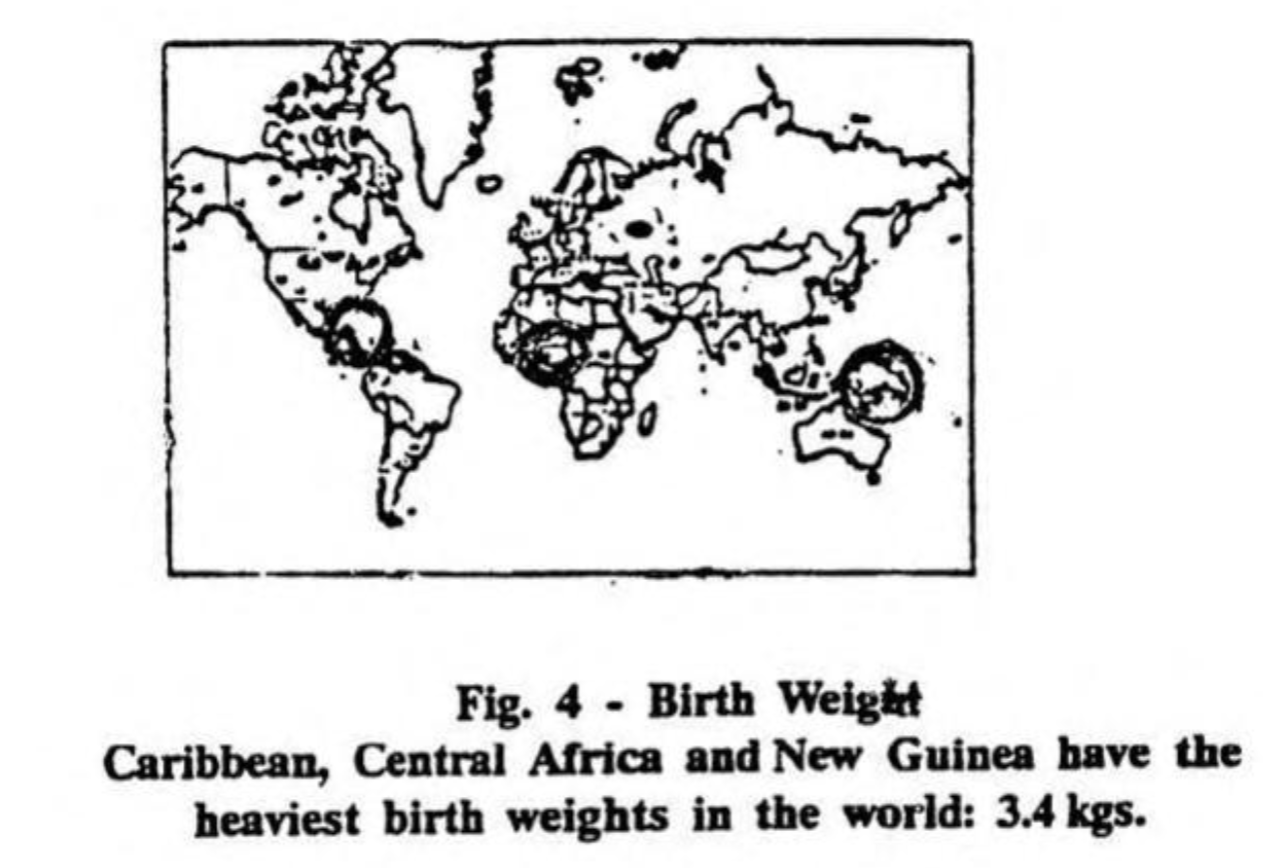 Fig. 4 - Birth Weight
Caribbean, Central Africa and New Guinea have the
heaviest birth weights in the world: 3.4 kgs.